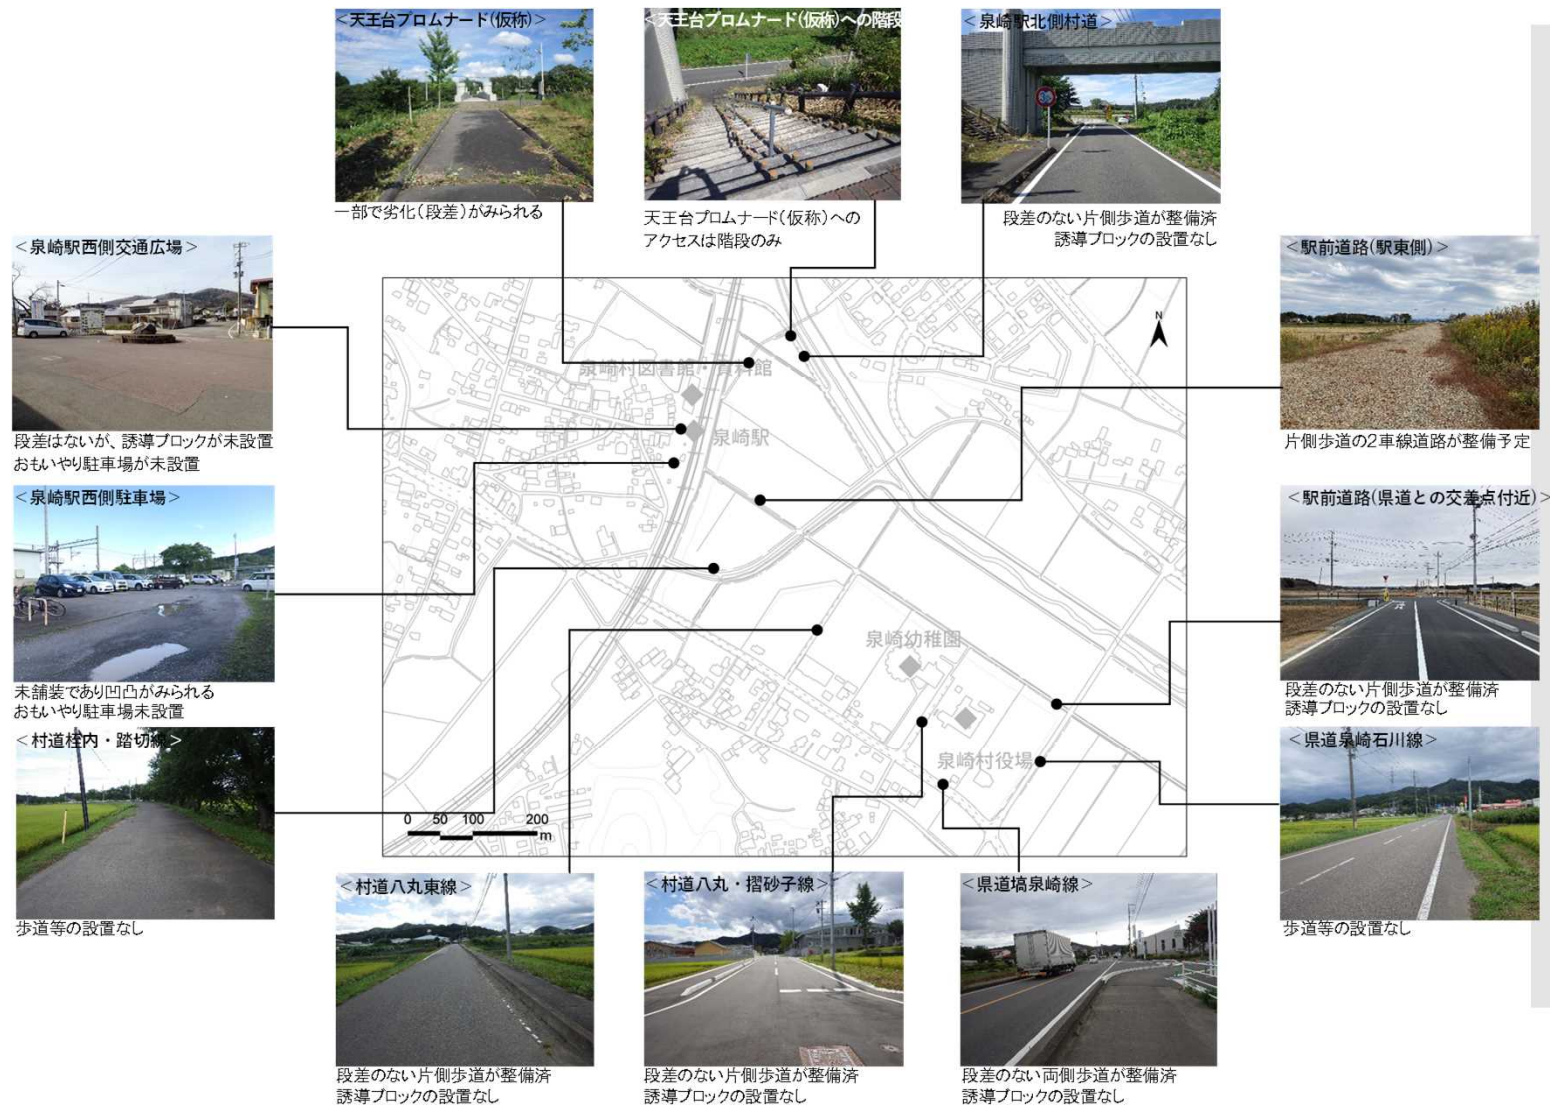 ＜天王台プロムナード(仮称)＞
一部で劣化(段差)がみられる
＜天王台プロムナード(仮称)への階段
天王台プロムナード(仮称)への
アクセスは階段のみ
＜泉崎駅北側村道＞
段差のない片側歩道が整備済
誘導ブロックの設置なし
＜泉崎駅西側交通広場＞
段差はないが、誘導ブロックが未設置
おもいやり駐車場が未設置
＜駅前道路(駅東側)＞
片側歩道の2車線道路が整備予定
＜泉崎駅西側駐車場＞
未舗装であり凹凸がみられる
おもいやり駐車場未設置
＜駅前道路(県道との交差点付近)＞
段差のない片側歩道が整備済
誘導ブロックの設置なし
＜村道桎内・踏切線＞
歩道等の設置なし
＜県道泉崎石川線＞
歩道等の設置なし
N
泉崎村図書館・資料館
泉崎駅
泉崎幼稚園
泉崎村役場
0 50 100 200
m
＜村道八丸東線＞
段差のない片側歩道が整備済
誘導ブロックの設置なし
＜村道八丸・摺砂子線＞
段差のない片側歩道が整備済
誘導ブロックの設置なし
＜県道塙泉崎線＞
段差のない両側歩道が整備済
誘導ブロックの設置なし